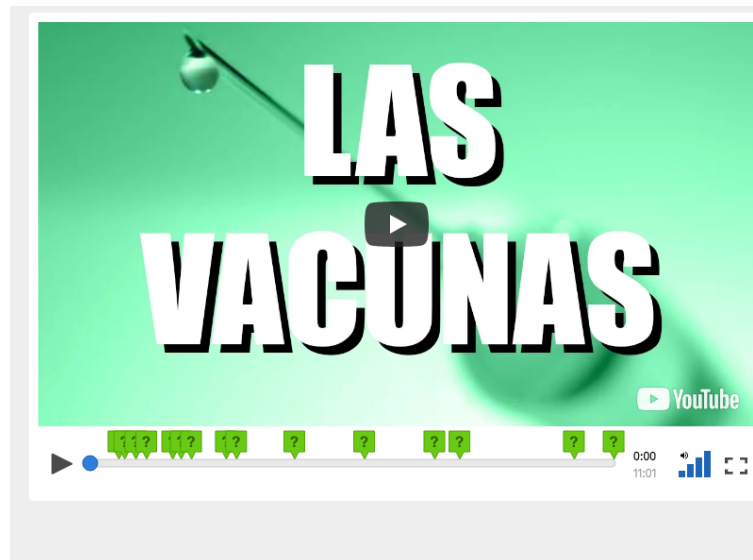 LAS
VACUNAS
YouTube
? ? ? ? ? ? ? ? ? ? ? ? ? ? ?
0:00
11:01